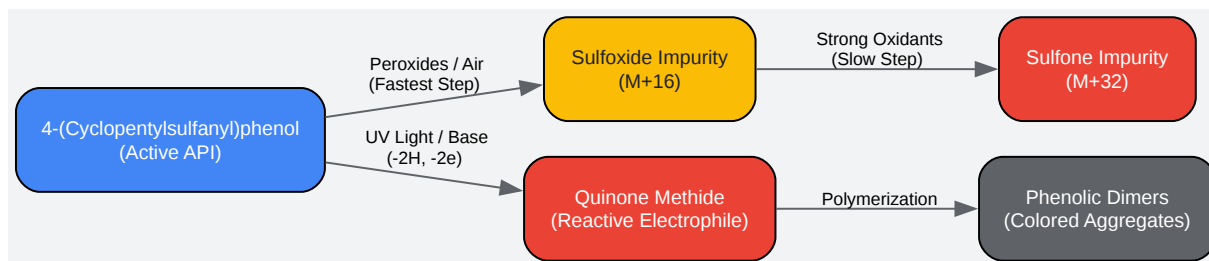 4-(Cyclopentylsulfanyl)phenol
(Active API)
Peroxides / Air
(Fastest Step)
Sulfoxide Impurity
(M+16)
Strong Oxidants
(Slow Step)
Sulfone Impurity
(M+32)
UV Light / Base
(-2H, -2e)
Quinone Methide
(Reactive Electrophile)
Polymerization
Phenolic Dimers
(Colored Aggregates)